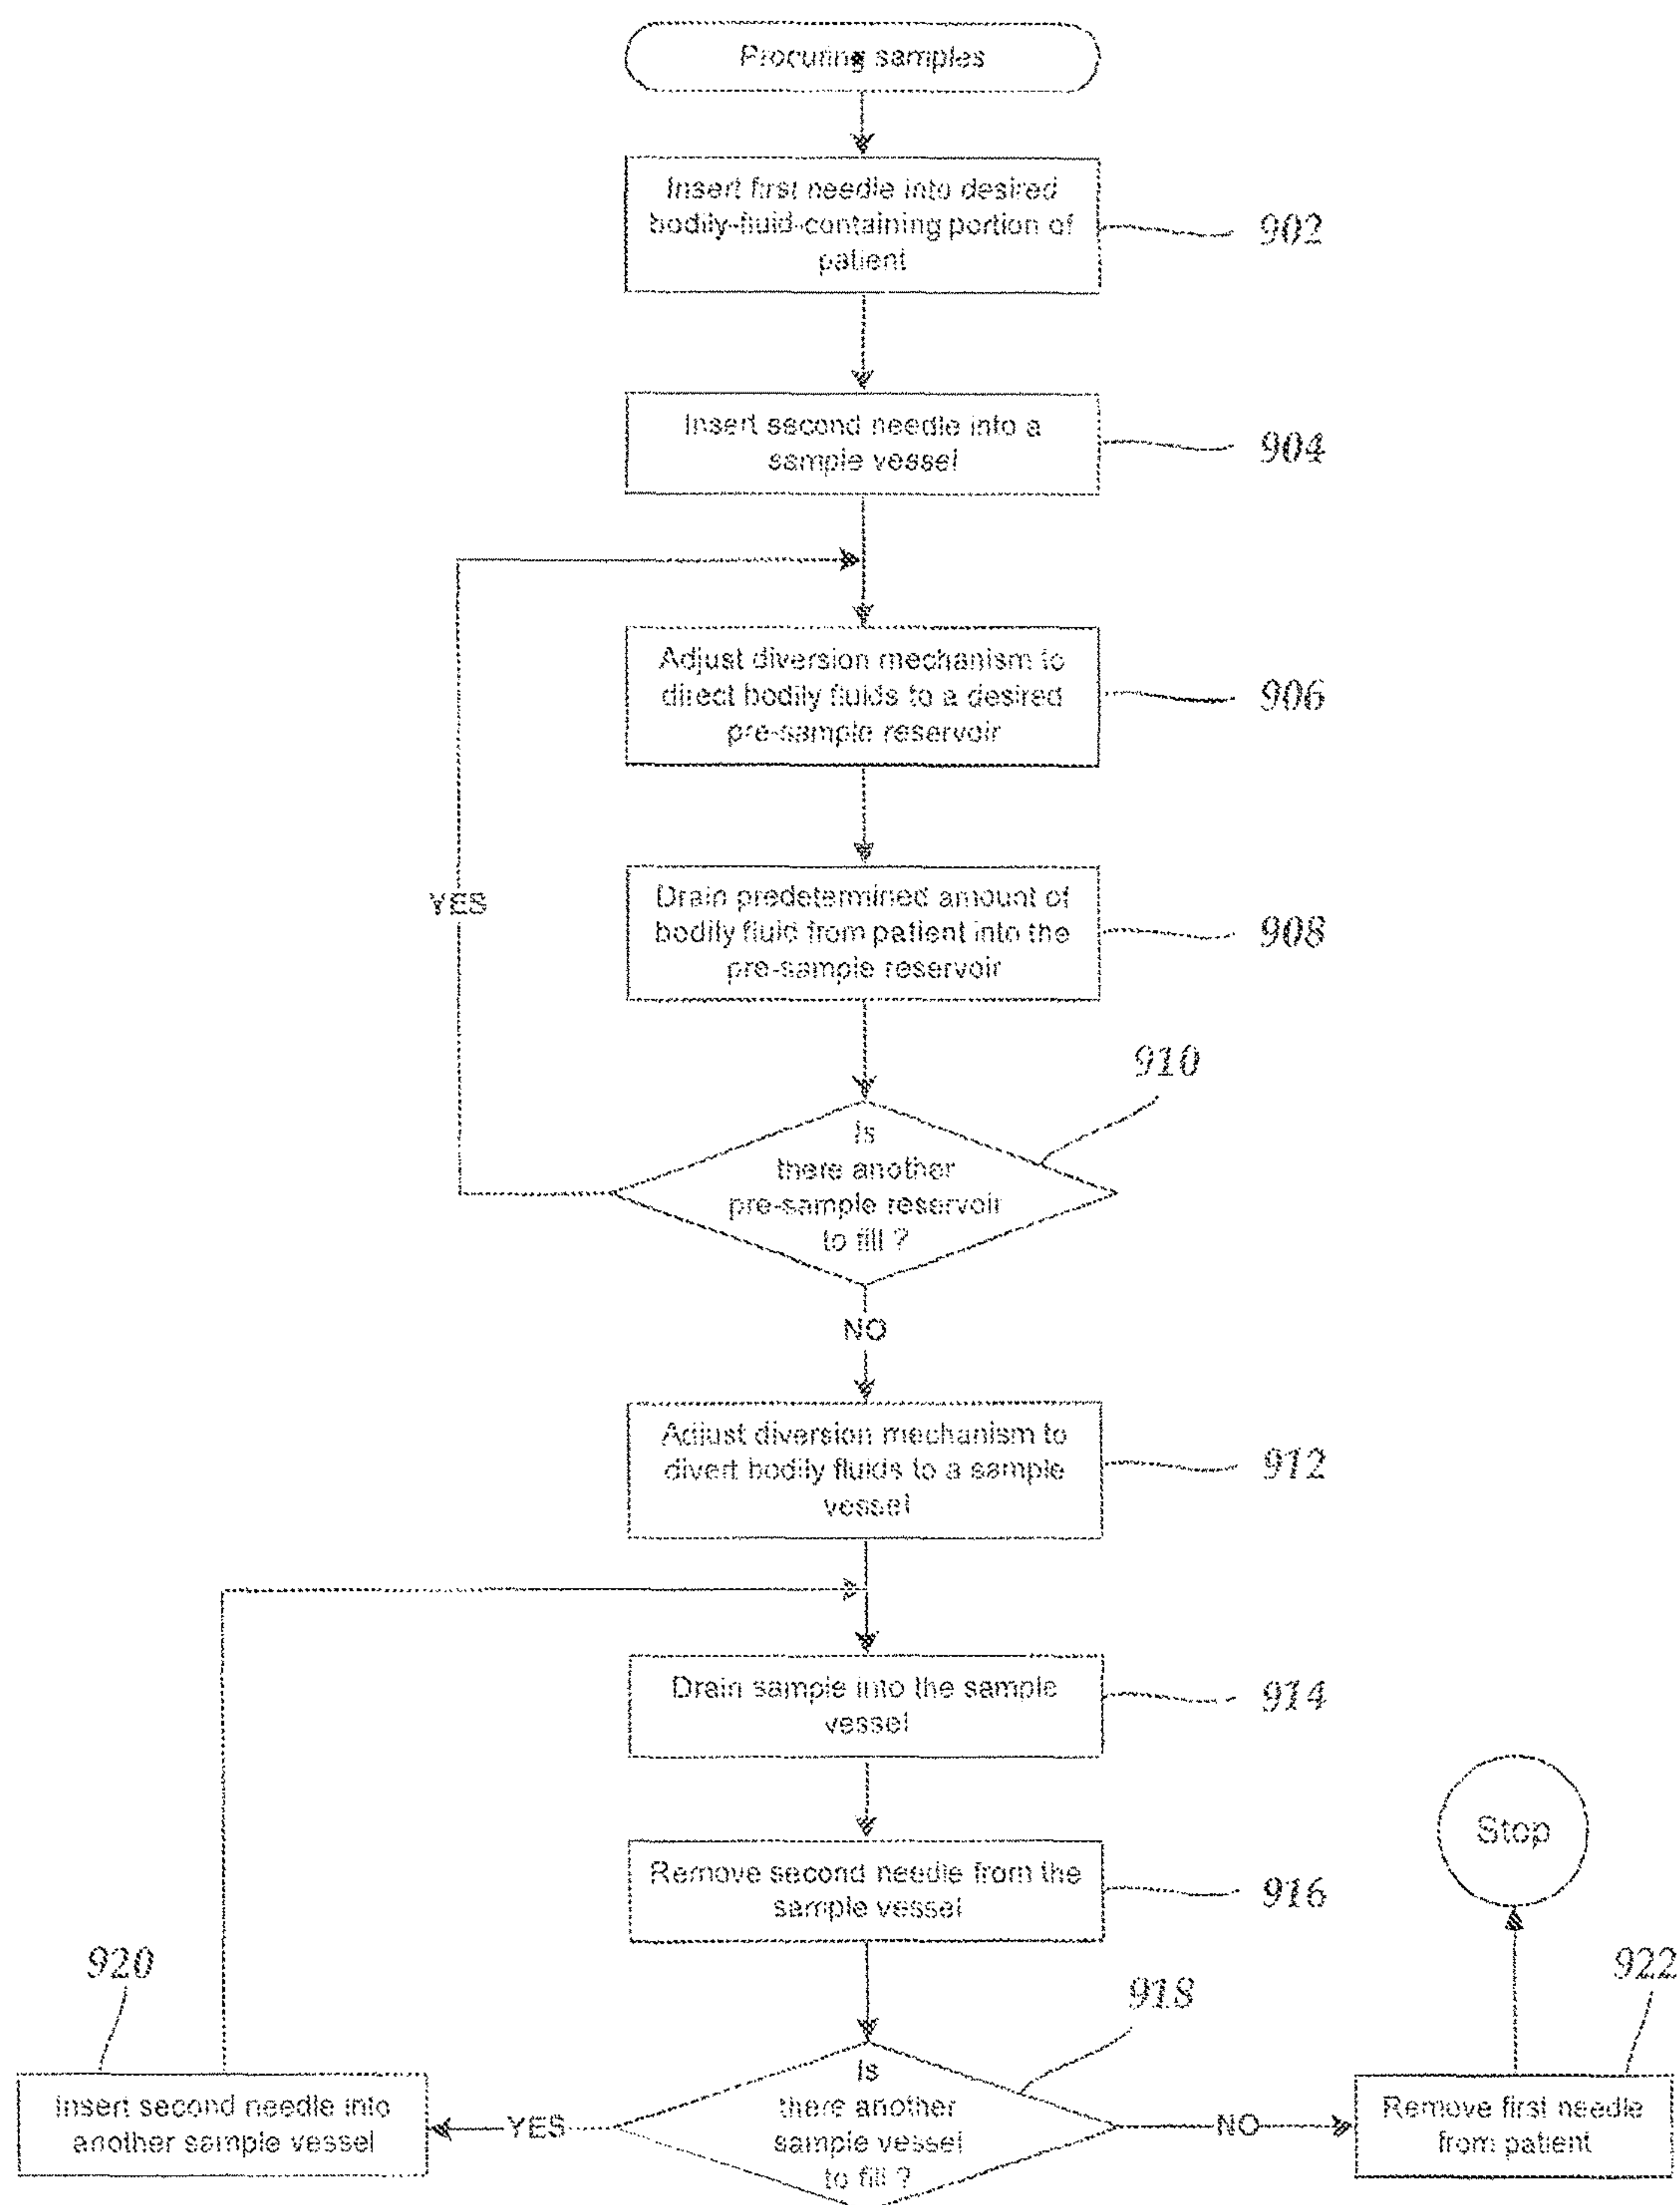 Procuring samples
Insert first needle into desired
bodily-fluid-containing portion of
patient
902
Insert second needle into a
sample vessel
904
Adjust diversion mechanism to
direct bodily fluids to a desired
pre-sample reservoir
906
YES
Drain predetermined amount of
bodily fluid from patient into the
pre-sample reservoir
908
910
Is
there another
pre-sample reservoir
to fill ?
NO
Adjust diversion mechanism to
divert bodily fluids to a sample
vessel
912
Drain sample into the sample
vessel
914
Stop
Remove second needle from the
sample vessel
916
920
918
922
Is
there another
sample vessel
to fill ?
YES
NO
Insert second needle into
another sample vessel
Remove first needle
from patient